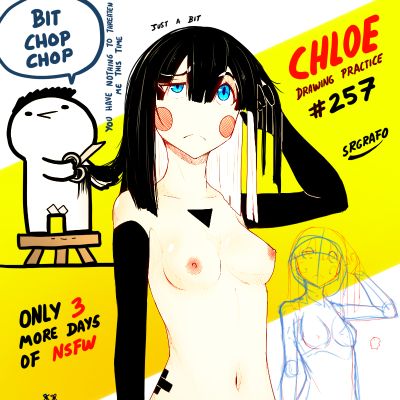 BIT
CHOP
CHOP
YOU HAVE NOTHING TO THREATEN
ME THIS TIME
JUST A BIT
CHLOE
DRAWING PRACTICE
#257
SRGRAFO
ONLY 3
MORE DAYS
OF NSFW